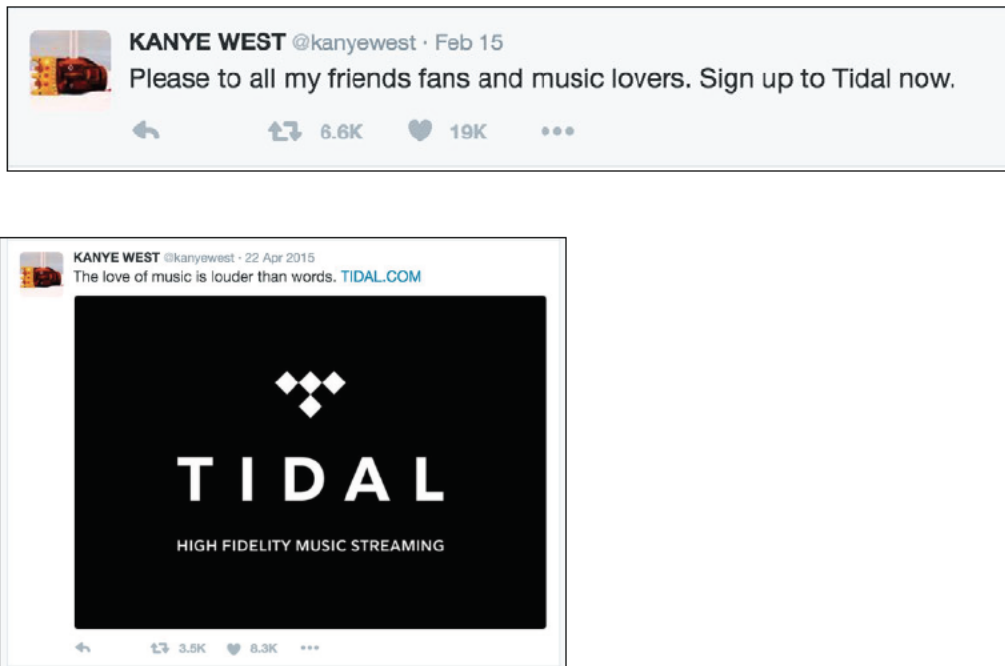 KANYE WEST @kanyewest · Feb 15
Please to all my friends fans and music lovers. Sign up to Tidal now.
6.6K 19K
KANYE WEST @kanyewest · 22 Apr 2015
The love of music is louder than words. TIDAL.COM
TIDAL
HIGH FIDELITY MUSIC STREAMING
3.5K 8.3K